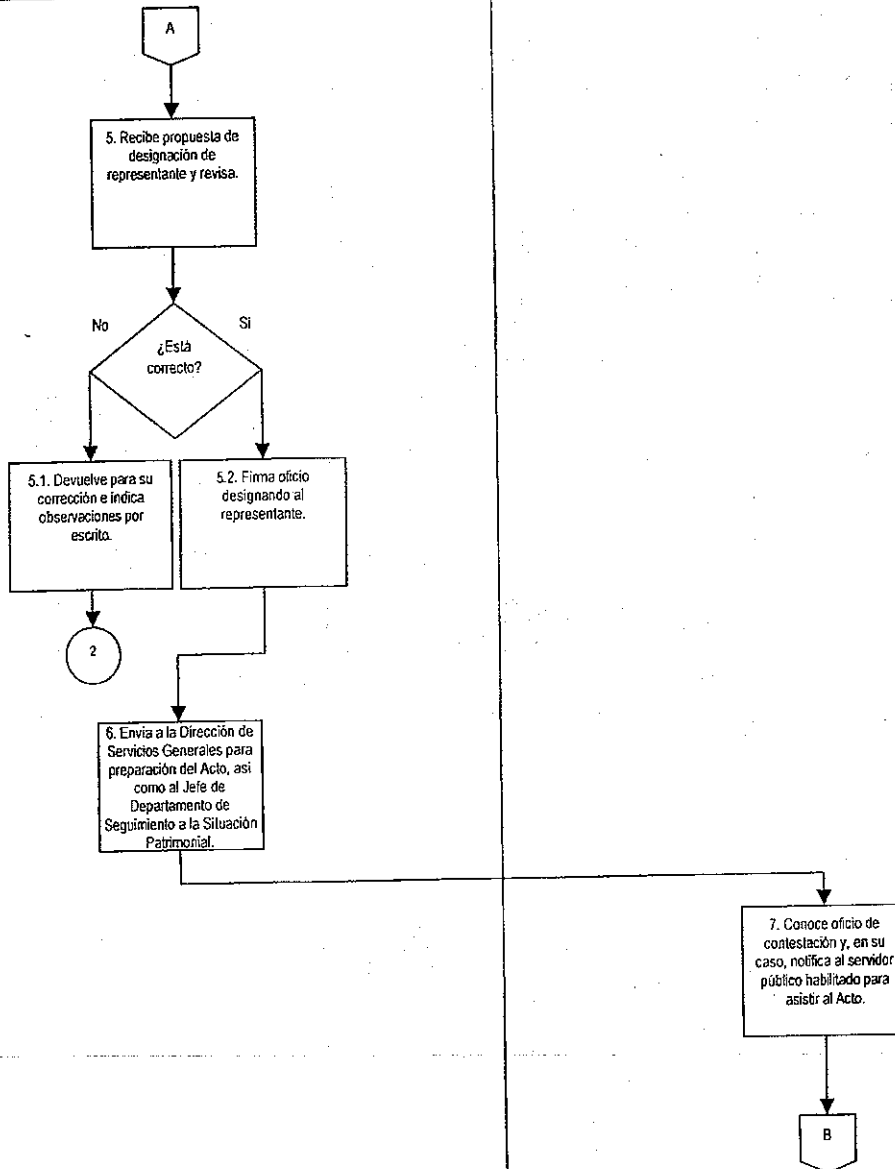 A
5. Recibe propuesta de
designación de
representante y revisa.
No
Si
¿Está
correcto?
5.1. Devuelve para su
corrección e indica
observaciones por
escrito.
5.2. Firma oficio
designando al
representante.
2
6. Envia a la Dirección de
Servicios Generales para
preparación del Acto, asi
como al Jefe de
Departamento de
Seguimiento a la Situación
Patrimonial.
7. Conoce oficio de
contestación y, en su
caso, notifica al servidor
público habilitado para
asistir al Acto.
B